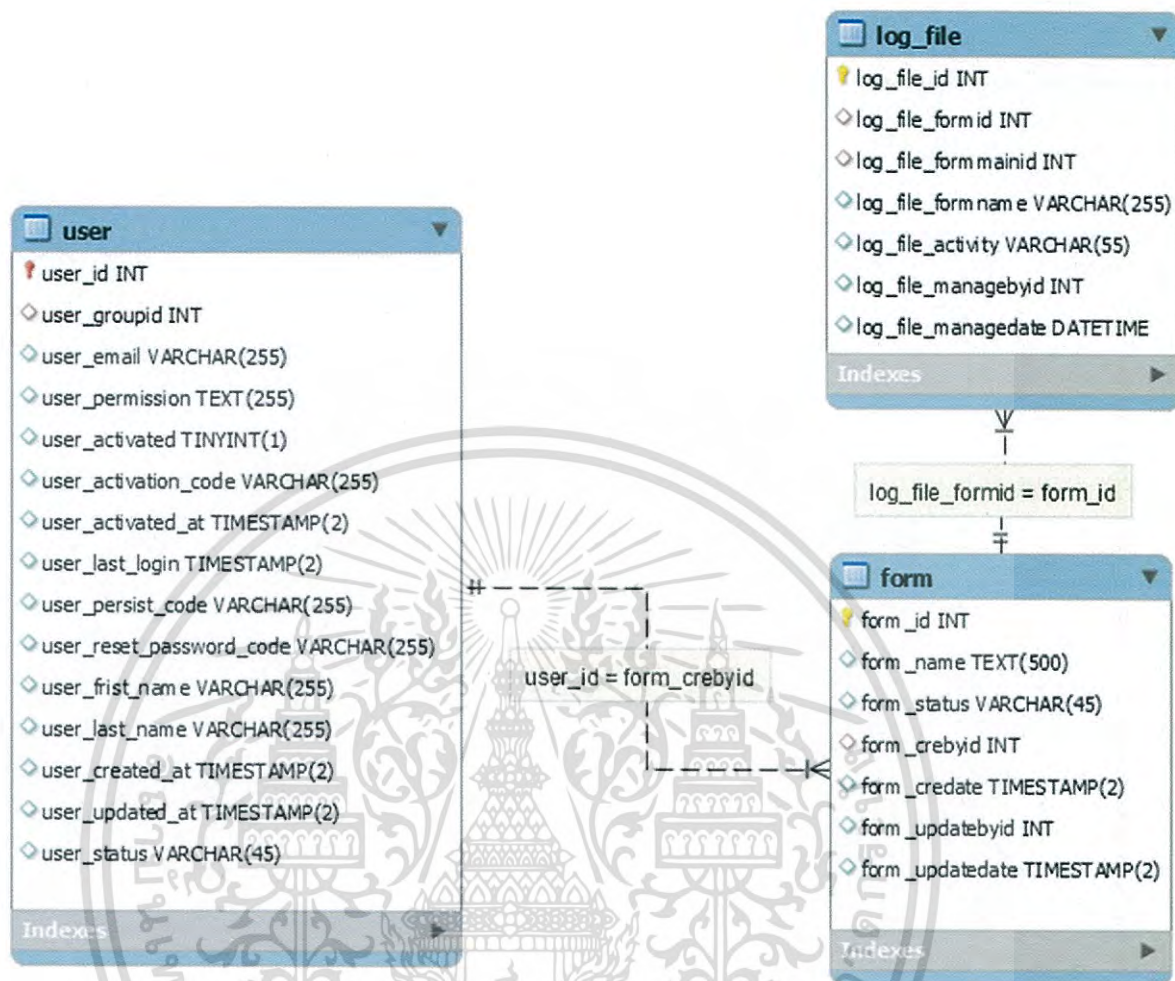 log_file
log_file_id INT
log_file_formid INT
log_file_formmainid INT
log_file_formname VARCHAR(255)
log_file_activity VARCHAR(55)
log_file_managebyid INT
log_file_managedate DATETIME
Indexes
user
user_id INT
user_groupid INT
user_email VARCHAR(255)
user_permission TEXT(255)
user_activated TINYINT(1)
user_activation_code VARCHAR(255)
user_activated_at TIMESTAMP(2)
user_last_login TIMESTAMP(2)
user_persist_code VARCHAR(255)
user_reset_password_code VARCHAR(255)
user_frist_name VARCHAR(255)
user_last_name VARCHAR(255)
user_created_at TIMESTAMP(2)
user_updated_at TIMESTAMP(2)
user_status VARCHAR(45)
Indexes
log_file_formid = form_id
user_id = form_crebyid
form
form_id INT
form_name TEXT(500)
form_status VARCHAR(45)
form_crebyid INT
form_credate TIMESTAMP(2)
form_updatebyid INT
form_updatedate TIMESTAMP(2)
Indexes